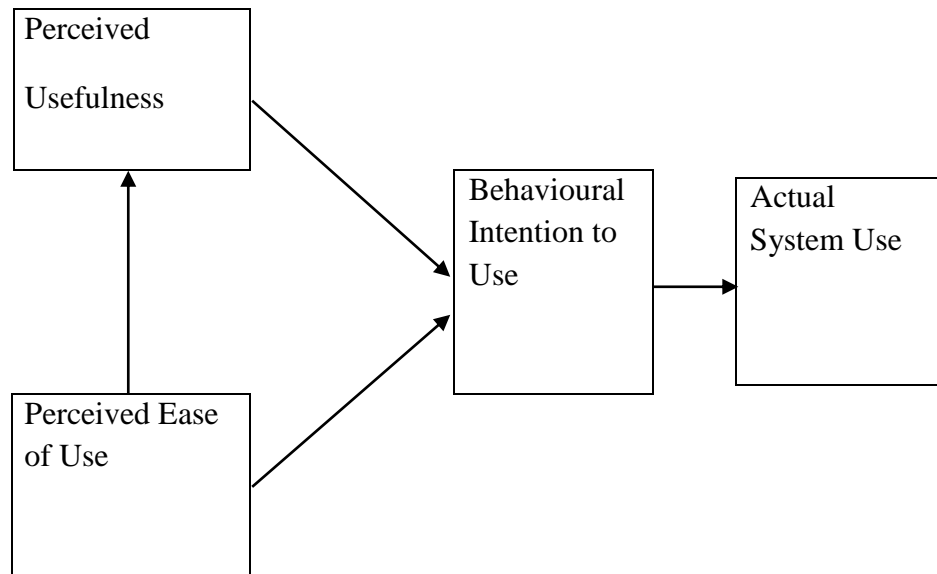 Perceived
Usefulness
Behavioural
Intention to
Use
Actual
System Use
Perceived Ease
of Use